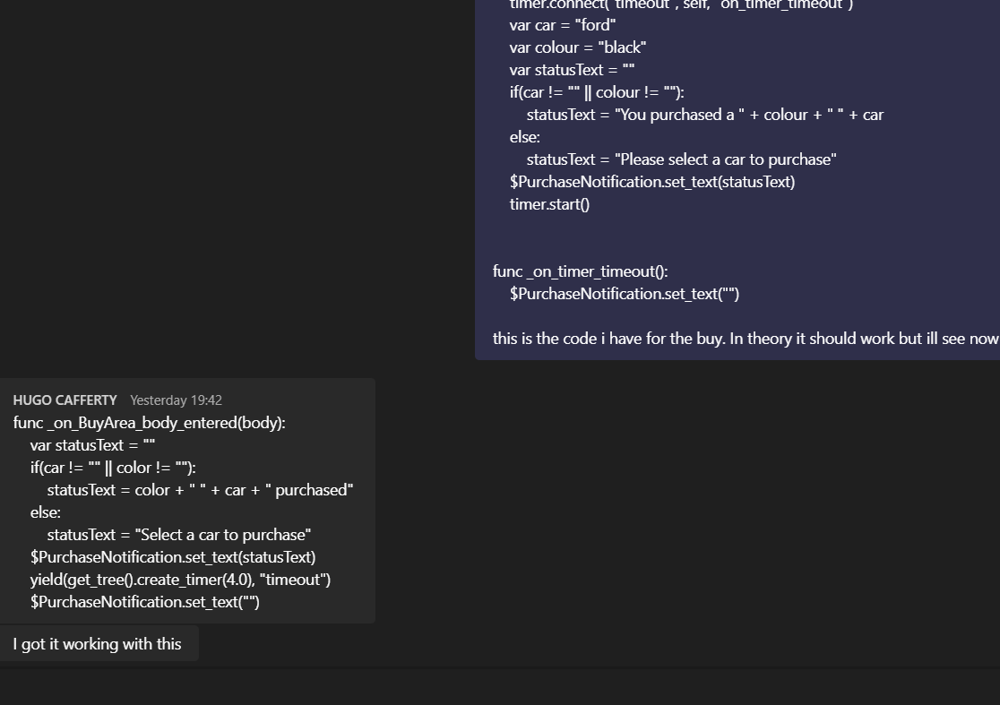 timer.connect("timeout", self, "on_timer_timeout")
var car = "ford"
var colour = "black"
var statusText = ""
if(car != "" || colour != ""):
statusText = "You purchased a " + colour + " " + car
else:
statusText = "Please select a car to purchase"
$PurchaseNotification.set_text(statusText)
timer.start()
func _on_timer_timeout():
$PurchaseNotification.set_text("")
this is the code i have for the buy. In theory it should work but ill see now
HUGO CAFFERTY Yesterday 19:42
func _on_BuyArea_body_entered(body):
var statusText = ""
if(car != "" || color != ""):
statusText = color + " " + car + " purchased"
else:
statusText = "Select a car to purchase"
$PurchaseNotification.set_text(statusText)
yield(get_tree().create_timer(4.0), "timeout")
$PurchaseNotification.set_text("")
I got it working with this